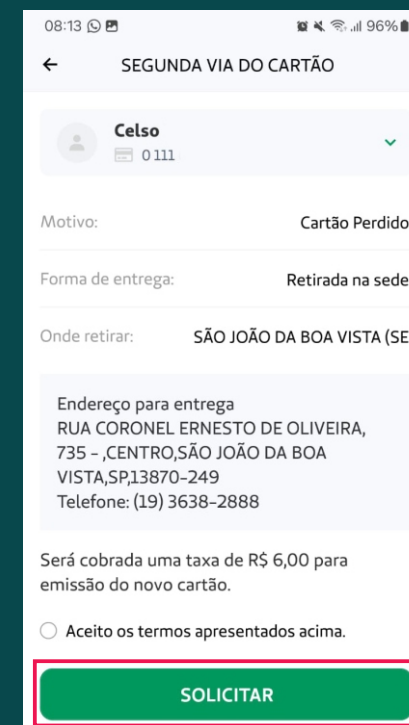 08:13 96%
SEGUNDA VIA DO CARTÃO
Celso
0 111
Motivo: Cartão Perdido
Forma de entrega: Retirada na sede
Onde retirar: SÃO JOÃO DA BOA VISTA (SE
Endereço para entrega
RUA CORONEL ERNESTO DE OLIVEIRA,
735 - ,CENTRO,SÃO JOÃO DA BOA
VISTA,SP,13870-249
Telefone: (19) 3638-2888
Será cobrada uma taxa de R$ 6,00 para
emissão do novo cartão.
Aceito os termos apresentados acima.
SOLICITAR